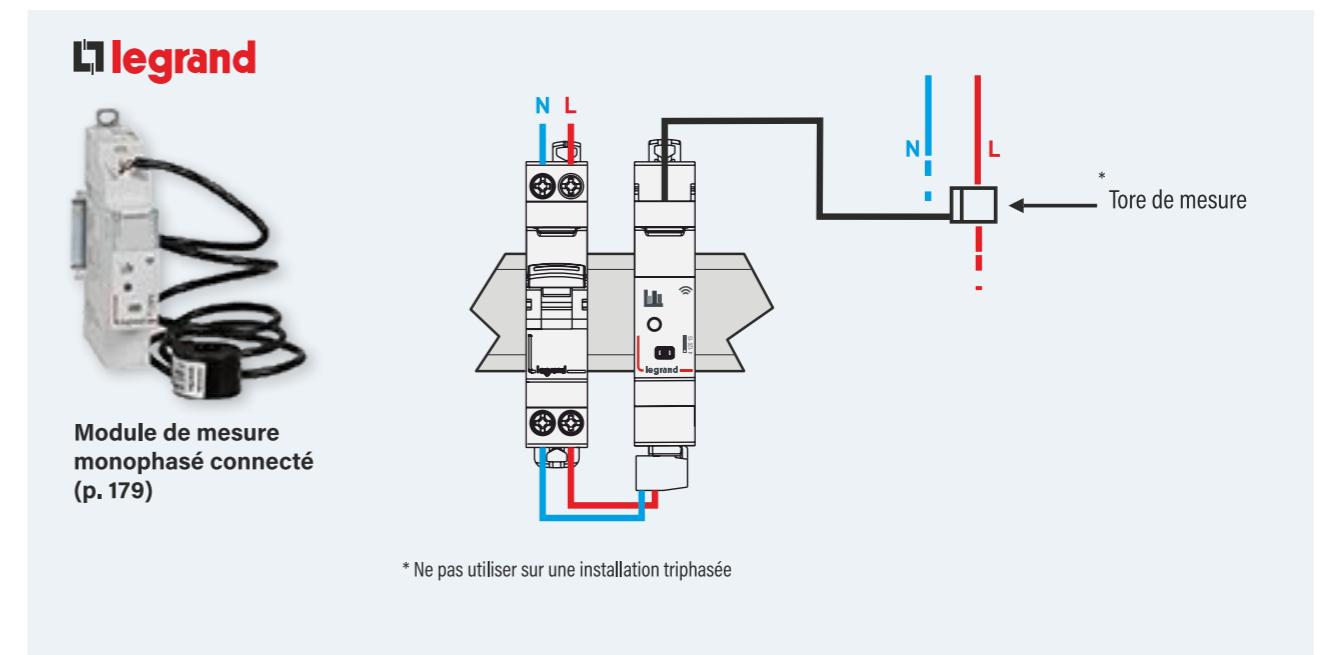 legrand
N L
N
L
*
Tore de mesure
legrand
legrand
Module de mesure
monophasé connecté
(p. 179)
* Ne pas utiliser sur une installation triphasée